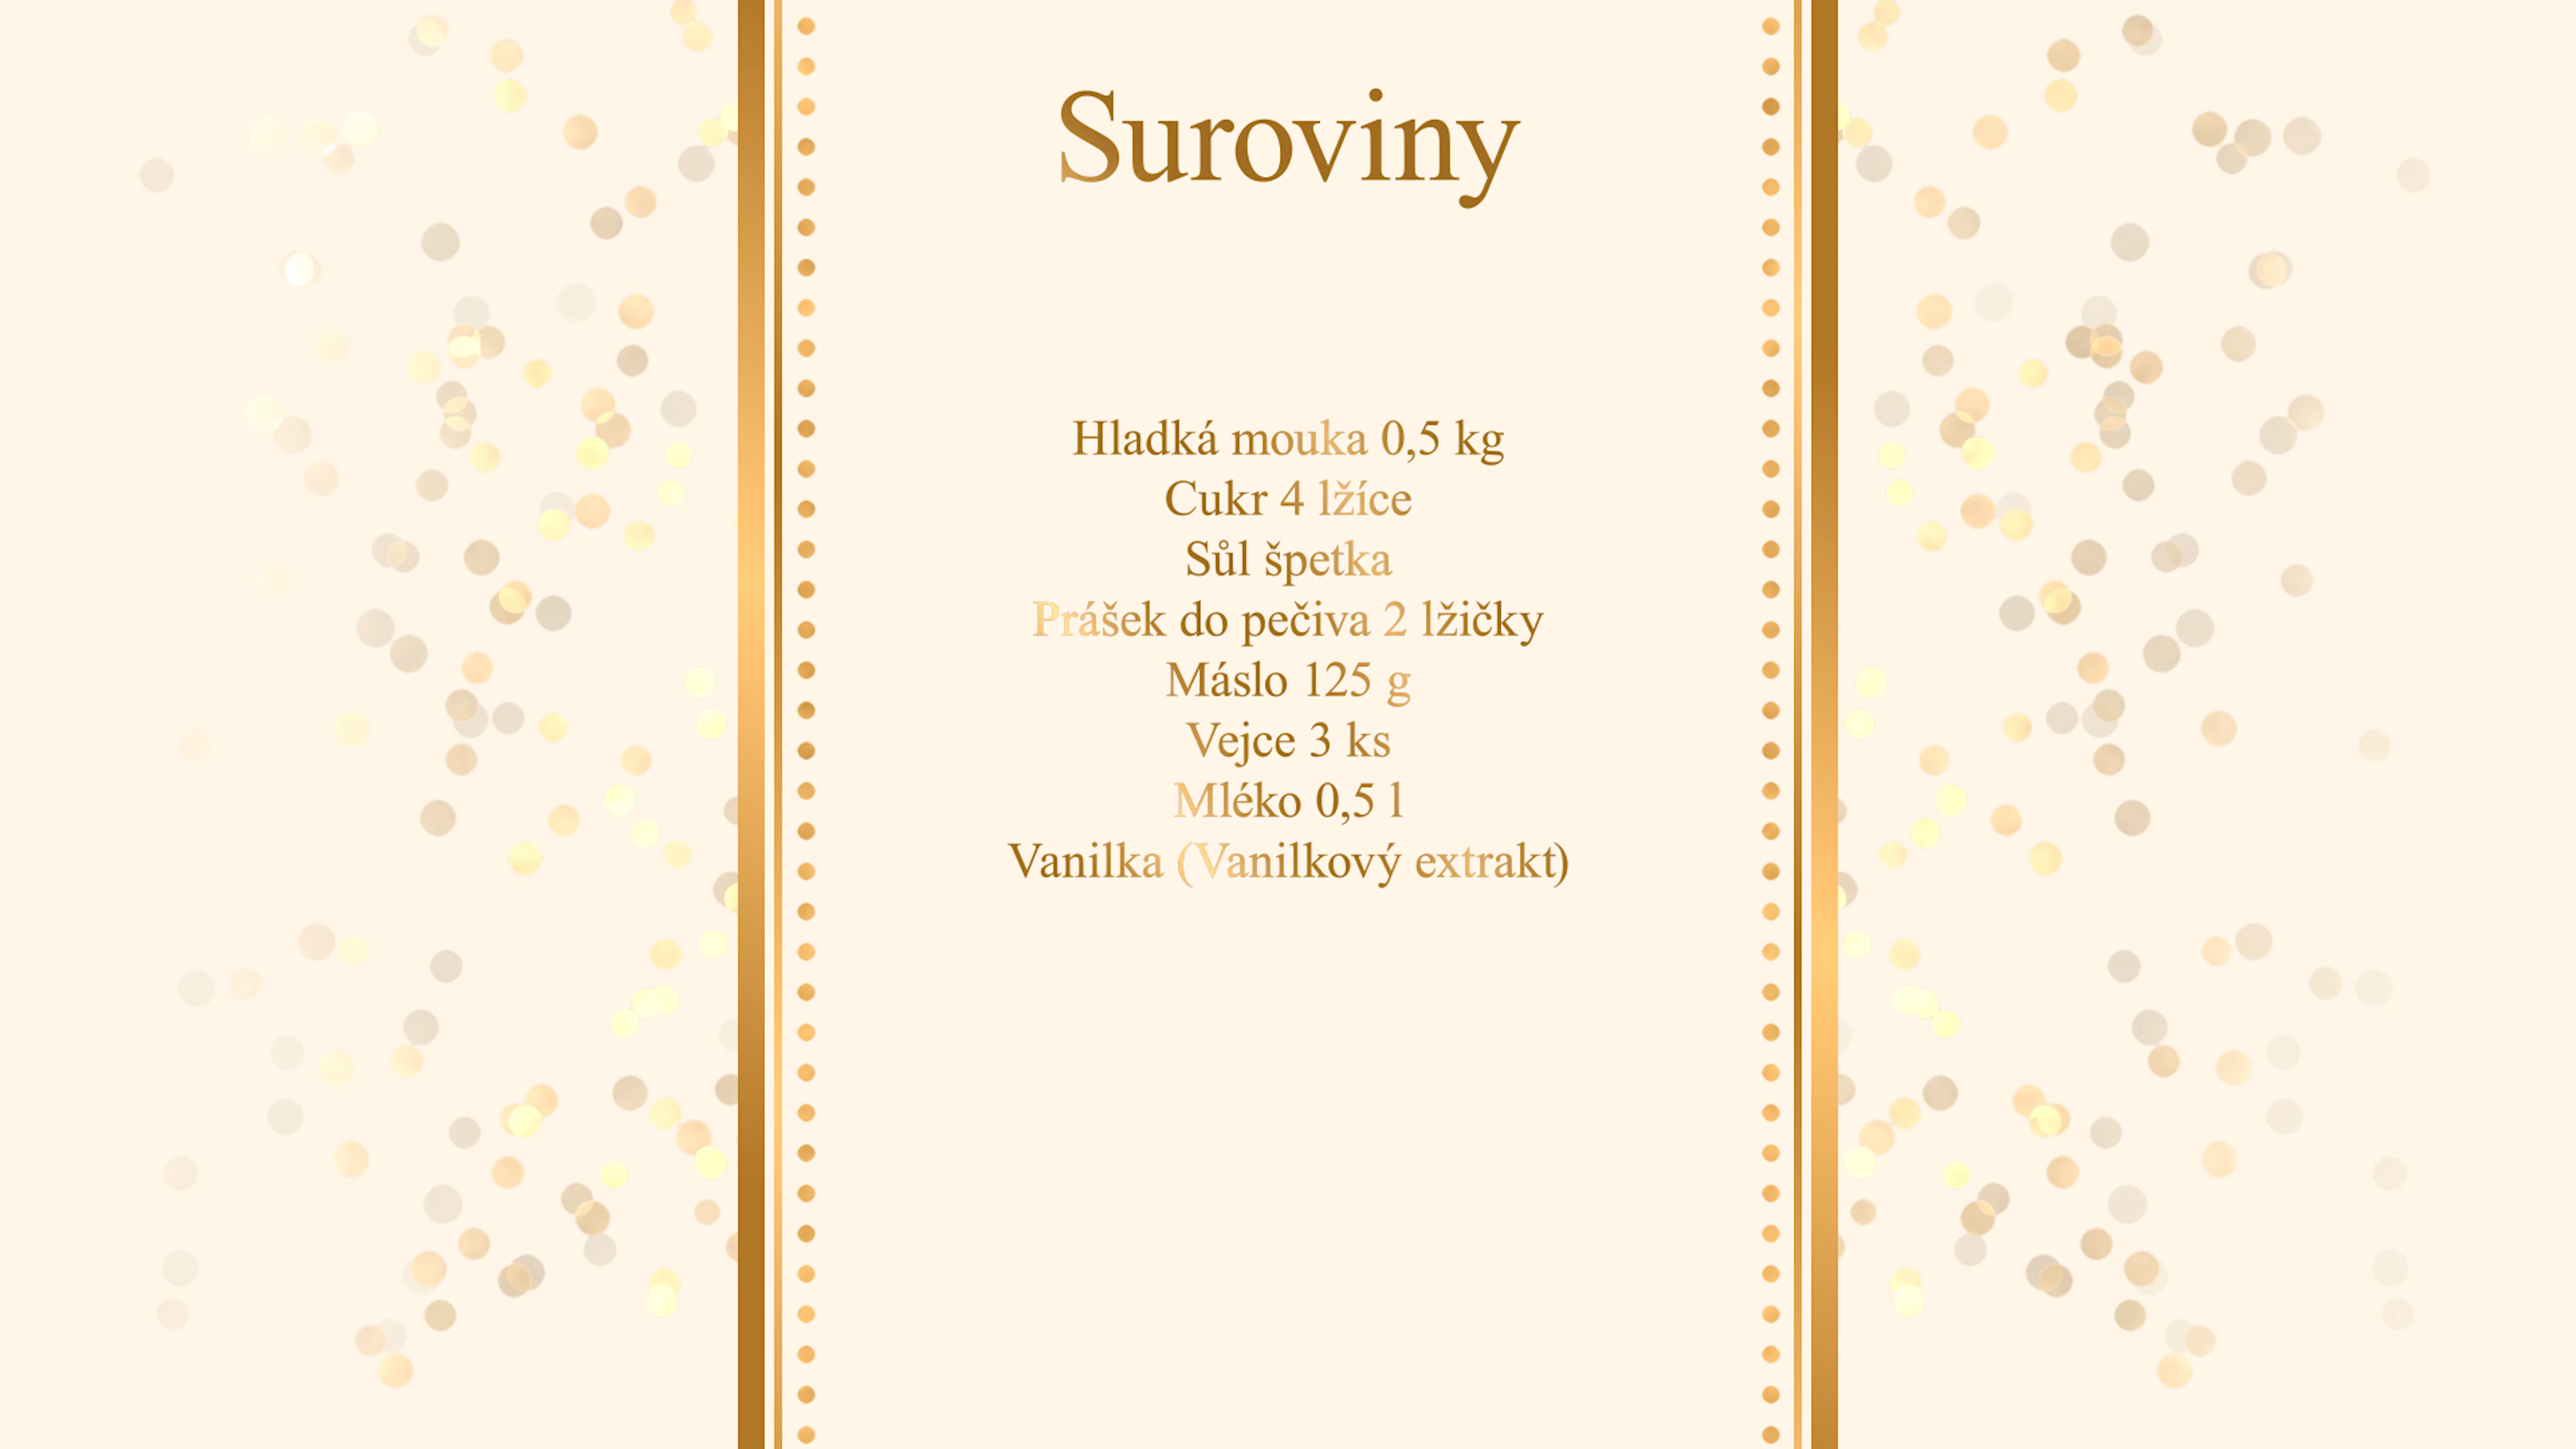 Suroviny
Hladká mouka 0,5 kg
Cukr 4 lžíce
Sůl špetka
Prášek do pečiva 2 lžičky
Máslo 125 g
Vejce 3 ks
Mléko 0,5 l
Vanilka (Vanilkový extrakt)